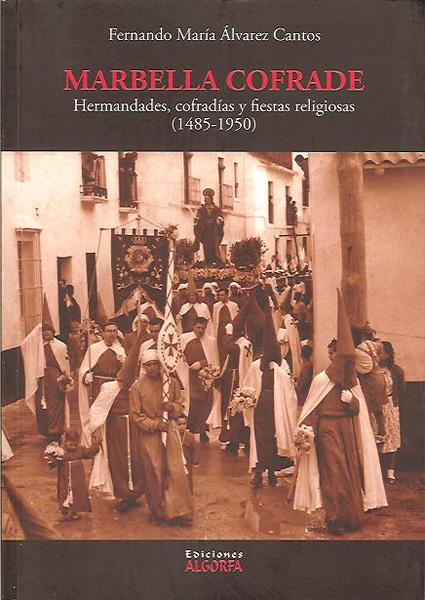 Fernando María Álvarez Cantos
MARBELLA COFRADE
Hermandades, cofradías y fiestas religiosas
(1485-1950)
Ediciones
ALGORFA